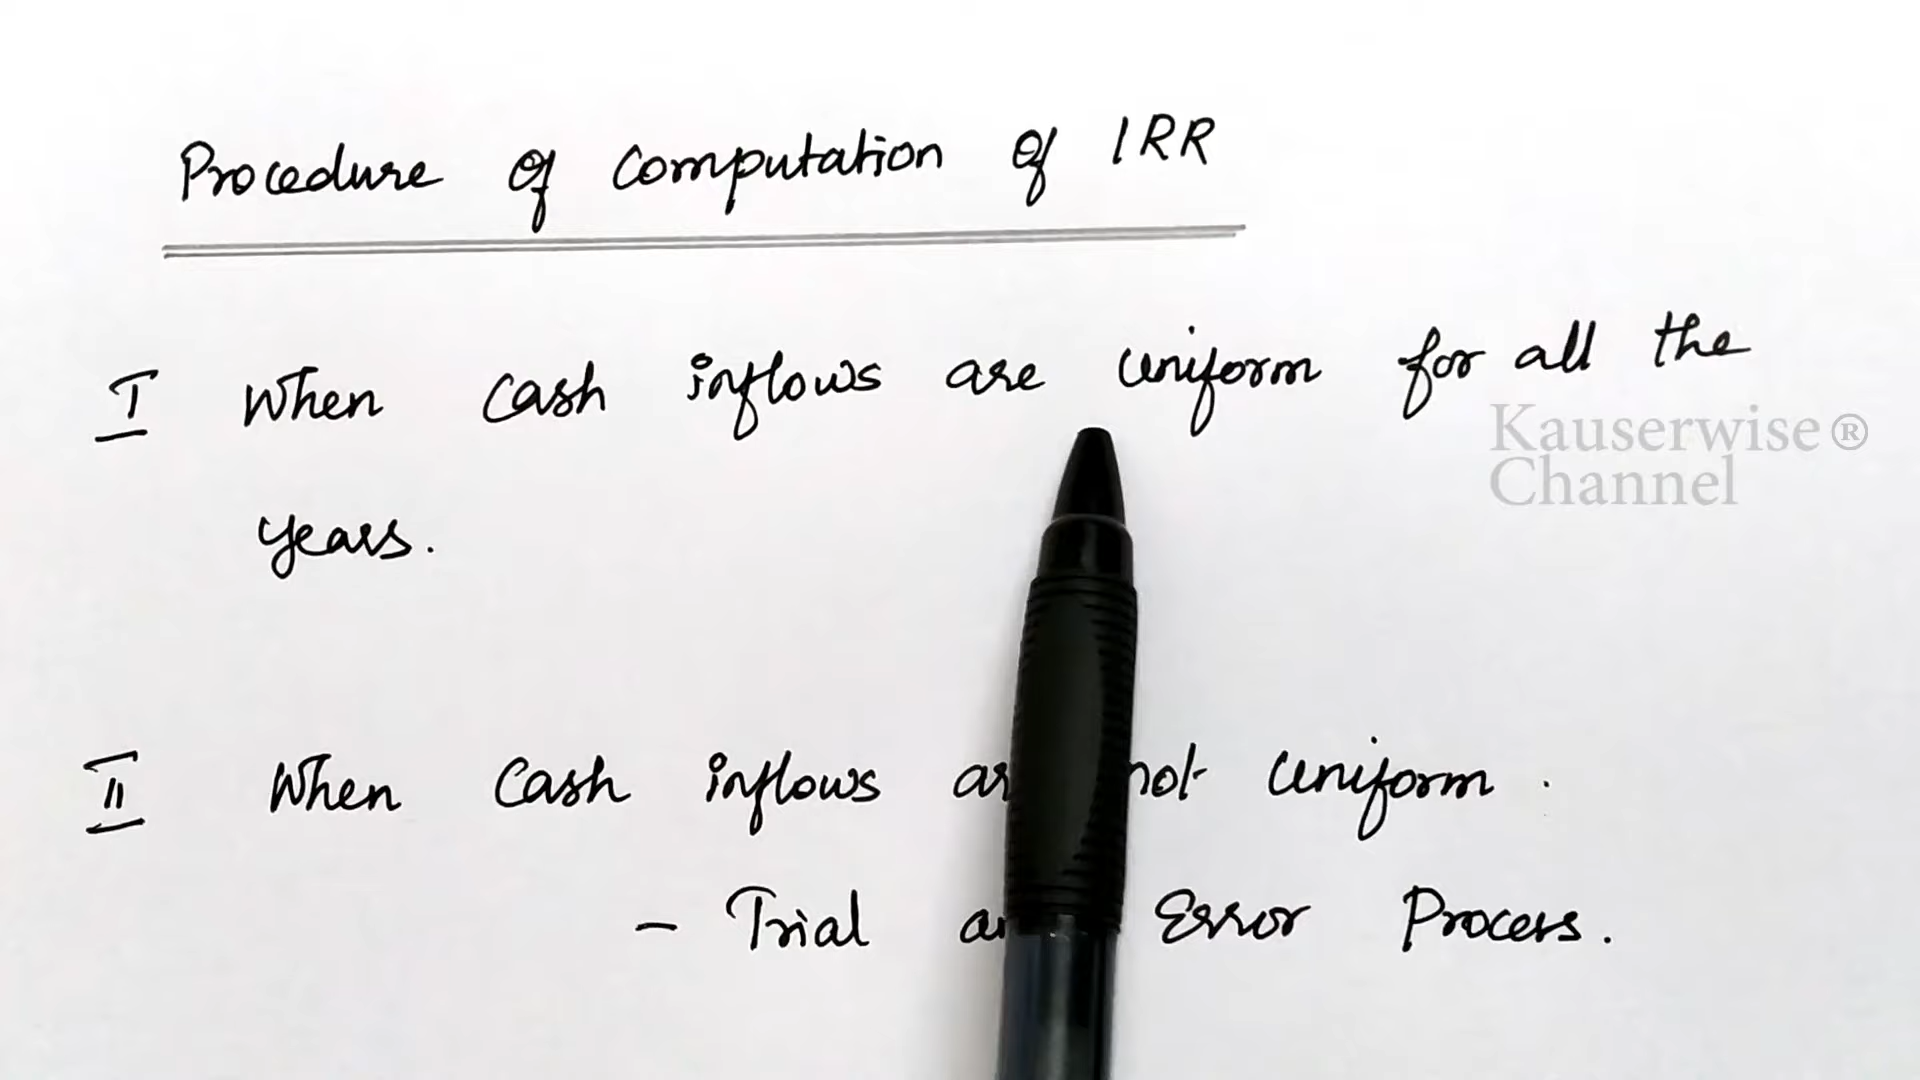 Procedure of Computation of IRR
I When Cash inflows are uniform for all the
years.
Kauserwise®
Channel
II When Cash inflows not uniform.
- Trial Error Process.